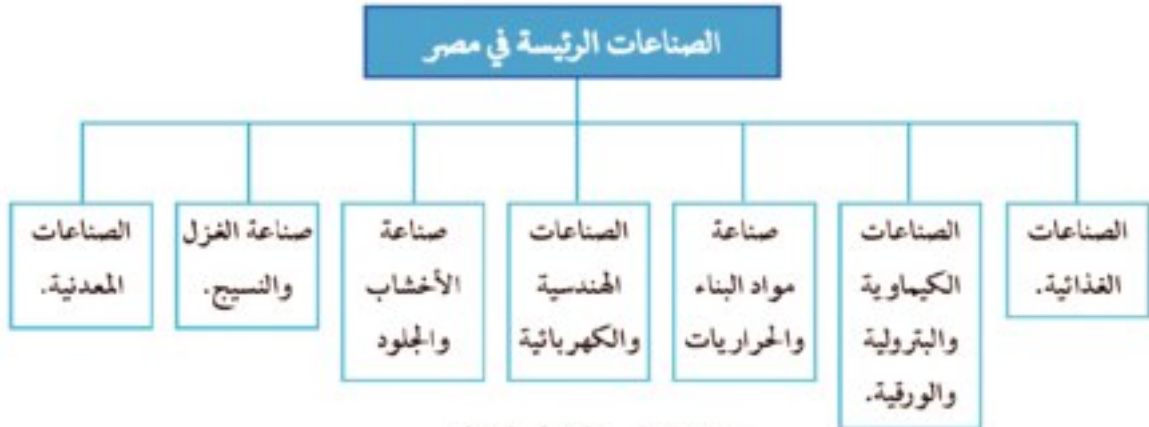 الصناعات الرئيسة في مصر
الصناعات
الغذائية.
الصناعات
الكيماوية
والبترولية
والورقية.
صناعة
مواد البناء
والحراريات
الصناعات
الهندسية
والكهربائية
صناعة
الأخشاب
والجلود
صناعة الغزل
والنسيج.
الصناعات
المعدنية.